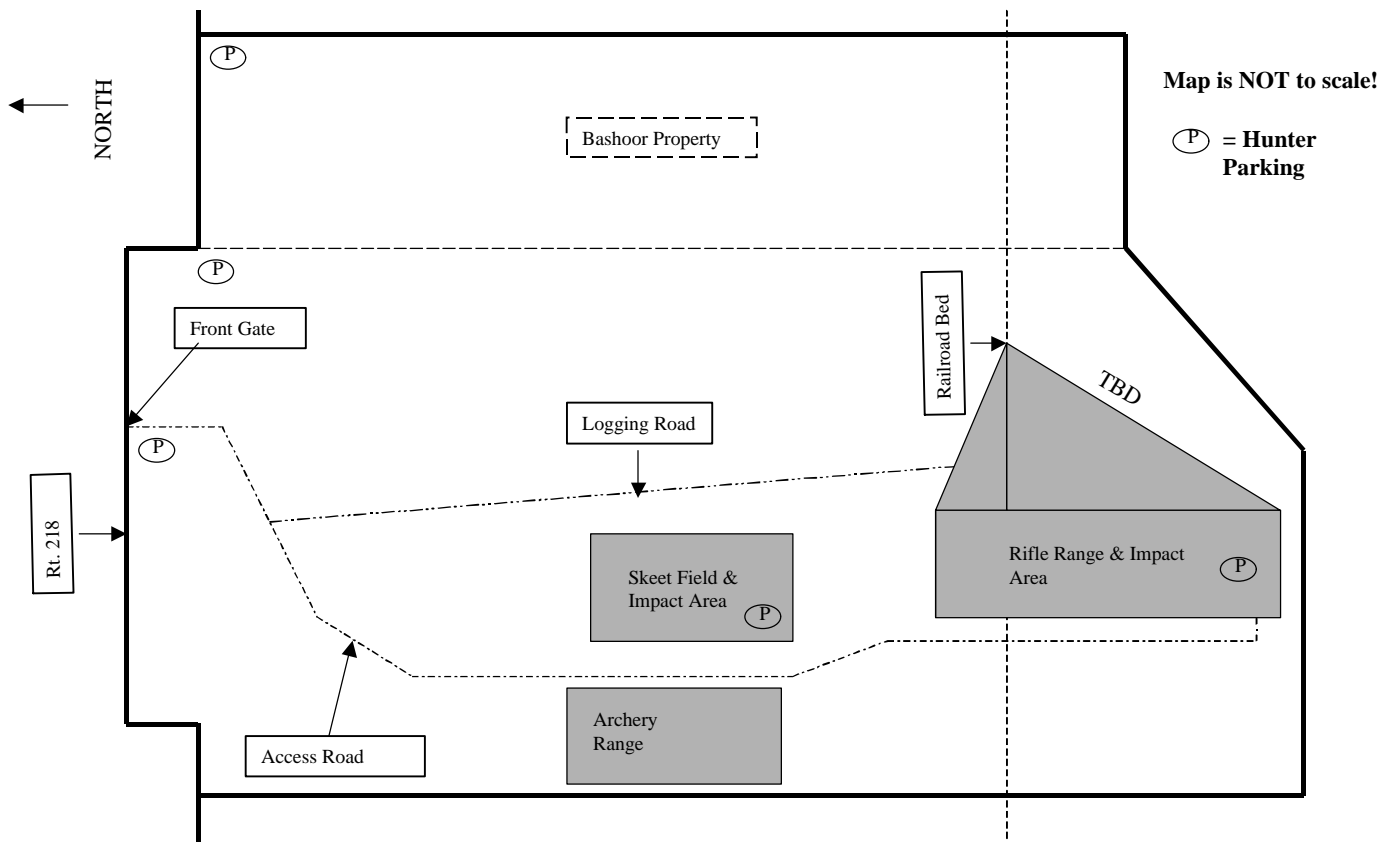 P
NORTH
Map is NOT to scale!
P = Hunter
Parking
Bashoor Property
P
Front Gate
Railroad Bed
TBD
Logging Road
P
Rt. 218
Rifle Range & Impact
Area
P
Skeet Field &
Impact Area
P
Archery
Range
Access Road